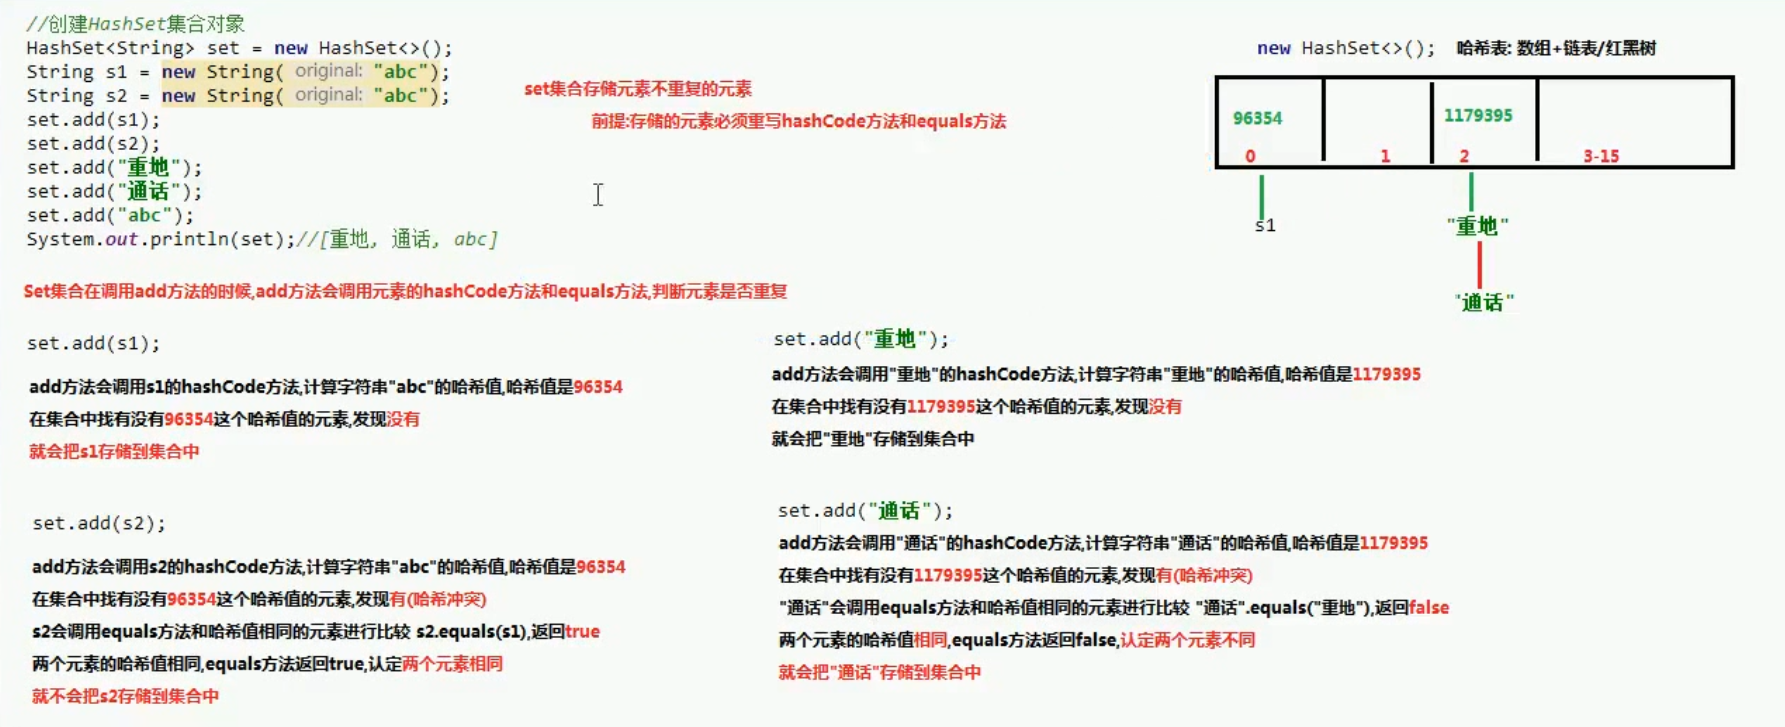 //创建HashSet集合对象
HashSet<String> set = new HashSet<>();
String s1 = new String( original: "abc");
String s2 = new String( original: "abc");
set.add(s1);
set.add(s2);
set.add("重地");
set.add("通话");
set.add("abc");
System.out.println(set);//[重地, 通话, abc]
set集合存储元素不重复的元素
前提:存储的元素必须重写hashCode方法和equals方法
new HashSet<>(); 哈希表: 数组+链表/红黑树
96354
1179395
0
1
2
3-15
s1
"重地"
"通话"
Set集合在调用add方法的时候,add方法会调用元素的hashCode方法和equals方法,判断元素是否重复
set.add(s1);
add方法会调用s1的hashCode方法,计算字符串"abc"的哈希值,哈希值是96354
在集合中找有没有96354这个哈希值的元素,发现没有
就会把s1存储到集合中
set.add(s2);
add方法会调用s2的hashCode方法,计算字符串"abc"的哈希值,哈希值是96354
在集合中找有没有96354这个哈希值的元素,发现有(哈希冲突)
s2会调用equals方法和哈希值相同的元素进行比较 s2.equals(s1),返回true
两个元素的哈希值相同,equals方法返回true,认定两个元素相同
就不会把s2存储到集合中
set.add("重地");
add方法会调用"重地"的hashCode方法,计算字符串"重地"的哈希值,哈希值是1179395
在集合中找有没有1179395这个哈希值的元素,发现没有
就会把"重地"存储到集合中
set.add("通话");
add方法会调用"通话"的hashCode方法,计算字符串"通话"的哈希值,哈希值是1179395
在集合中找有没有1179395这个哈希值的元素,发现有(哈希冲突)
"通话"会调用equals方法和哈希值相同的元素进行比较 "通话".equals("重地"),返回false
两个元素的哈希值相同,equals方法返回false,认定两个元素不同
就会把"通话"存储到集合中